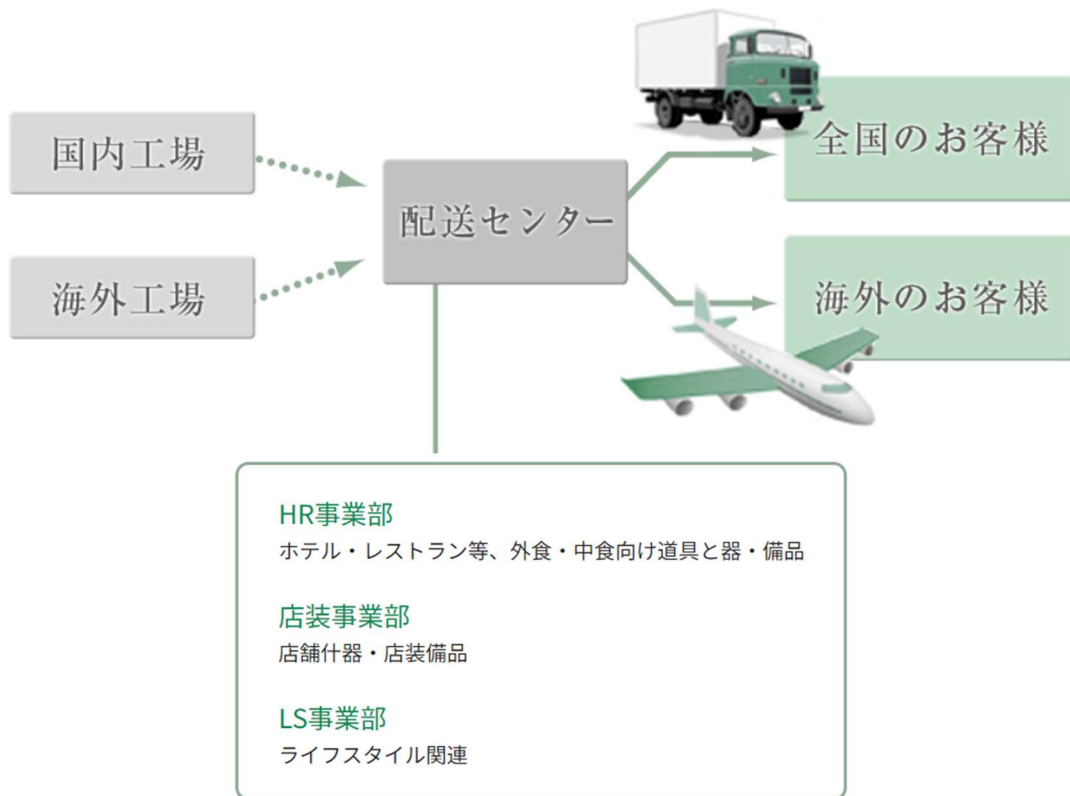 国内工場
海外工場
配送センター
全国のお客様
海外のお客様
HR事業部
ホテル・レストラン等、外食・中食向け道具と器・備品
店装事業部
店舗什器・店装備品
LS事業部
ライフスタイル関連